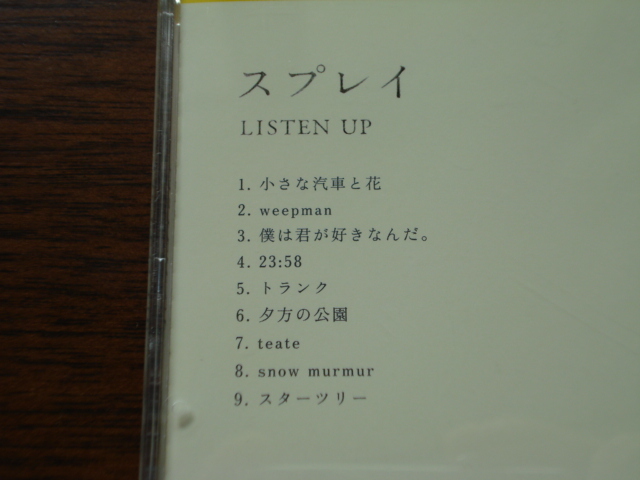 スプレイ
LISTEN UP
1. 小さな汽車と花
2. weepman
3. 僕は君が好きなんだ。
4. 23:58
5. トランク
6. 夕方の公園
7. teate
8. snow murmur
9. スターツリー